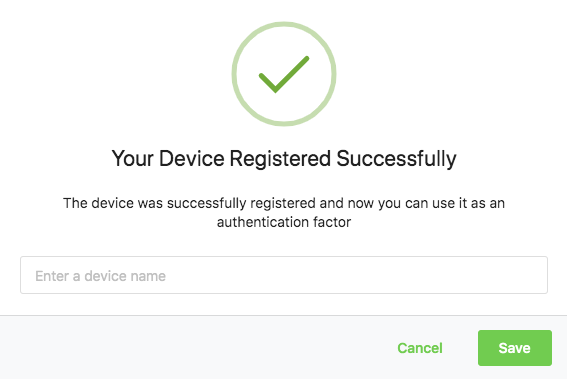 Your Device Registered Successfully
The device was successfully registered and now you can use it as an
authentication factor
Enter a device name
Cancel
Save